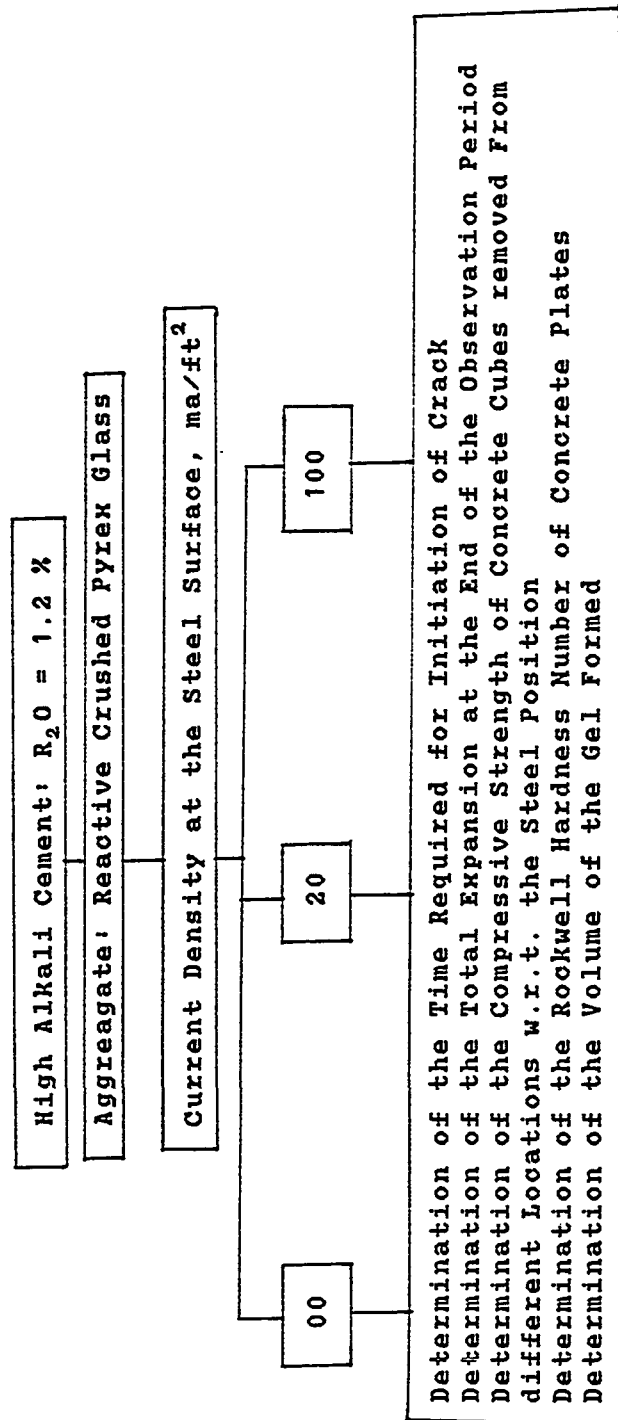 High Alkali Cement: R₂O = 1.2 %
Aggreagate: Reactive Crushed Pyrex Glass
Current Density at the Steel Surface, ma/ft²
00
20
100
Determination of the Time Required for Initiation of Crack
Determination of the Total Expansion at the End of the Observation Period
Determination of the Compressive Strength of Concrete Cubes removed From
different Locations w.r.t. the Steel Position
Determination of the Rockwell Hardness Number of Concrete Plates
Determination of the Volume of the Gel Formed